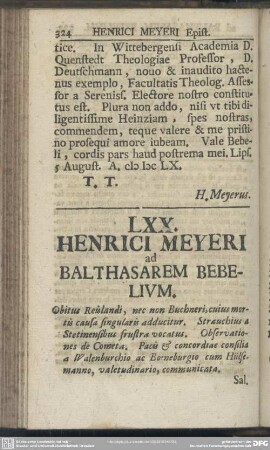 324 HENRICI MEYERI Epist.
tice. In Wittebergensi Academia D.
Quenstedt Theologiae Professor, D.
Deutschmann, nouo & inaudito hacte-
nus exemplo, Facultatis Theolog. Asses-
sor a Sereniss. Electore nostro constitu-
tus est. Plura non addo, nisi vt tibi di-
ligentissime Heinziam, spes nostras,
commendem, teque valere & me pristi-
no prosequi amore iubeam. Vale Bebe-
li, cordis pars haud postrema mei. Lips.
5 August. A. cIɔ Iɔc LX.
T. T.
H. Meyerus.
LXX.
HENRICI MEYERI
ad
BALTHASAREM BEBE-
LIVM.
Obitus Reülandi, nec non Buchneri, cuius mor-
tis causa singularis adducitur. Strauchius a
Stetinensibus frustra vocatus. Observatio-
nes de Cometa. Pacis & concordiae consilia
a Walenburchio ac Borneburgio cum Hülse-
manno, valetudinario, communicata.
Sal.